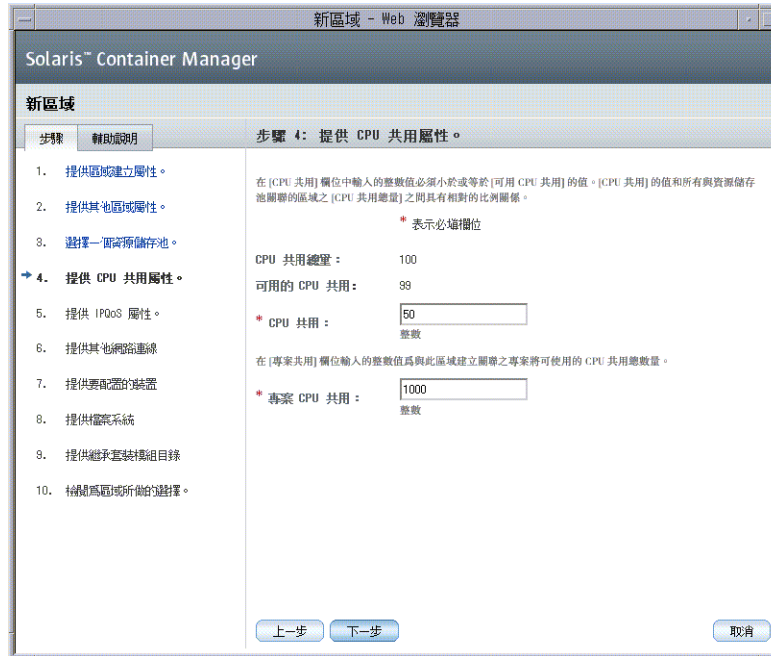 新區域 - Web 瀏覽器
Solaris™ Container Manager
新區域
步驟
輔助說明
1. 提供區域建立屬性。
2. 提供其他區域屬性。
3. 選擇一個資源儲存池。
4. 提供 CPU 共用屬性。
5. 提供 IPQoS 屬性。
6. 提供其他網路連線
7. 提供要配置的裝置
8. 提供檔案系統
9. 提供繼承套裝模組目錄
10. 檢閱爲區域所做的選擇。
步驟 4: 提供 CPU 共用屬性。
在 [CPU 共用] 欄位中輸入的整數值必須小於或等於 [可用 CPU 共用] 的值。[CPU 共用] 的值和所有與資源儲存
池關聯的區域之 [CPU 共用總量] 之間具有相對的比例關係。
* 表示必填欄位
CPU 共用總量: 100
可用的 CPU 共用: 99
* CPU 共用: 50
整數
在 [專案共用] 欄位輸入的整數值爲與此區域建立關聯之專案將可使用的 CPU 共用總數量。
* 專案 CPU 共用: 1000
整數
上一步
下一步
取消